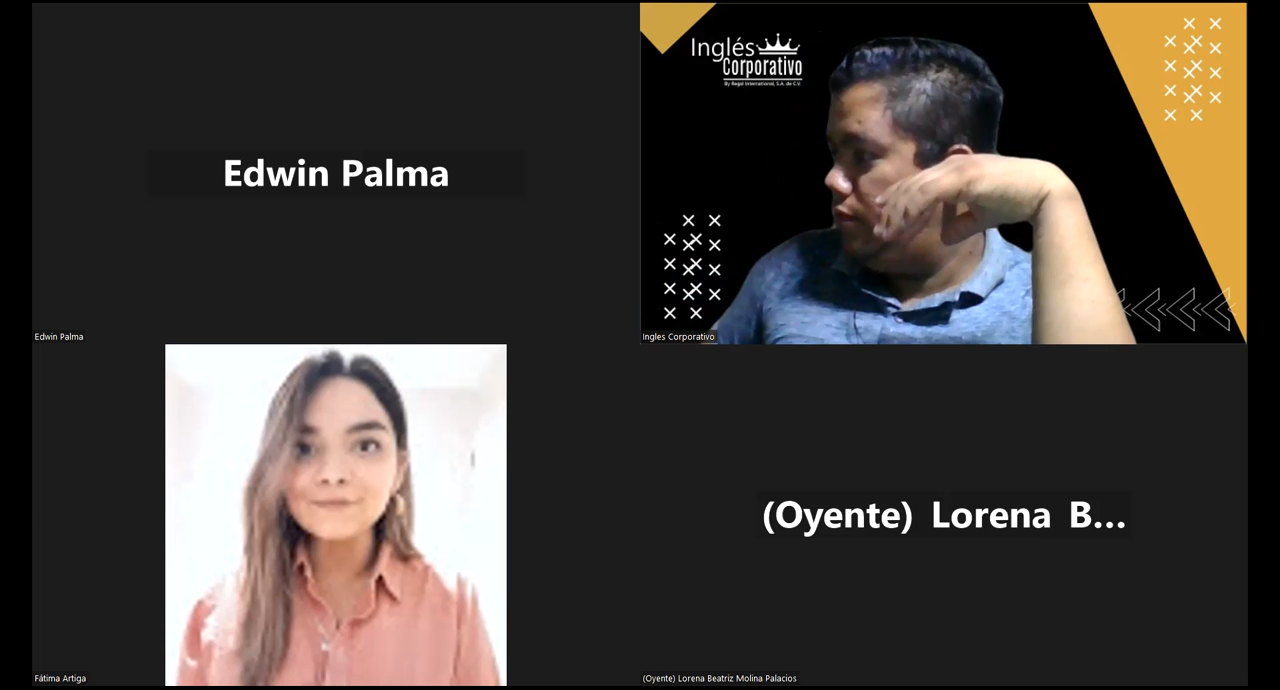 Edwin Palma
Edwin Palma
Inglés
Corporativo
By Regal International, S.A. de C.V.
Ingles Corporativo
Fátima Artiga
(Oyente) Lorena B...
(Oyente) Lorena Beatriz Molina Palacios